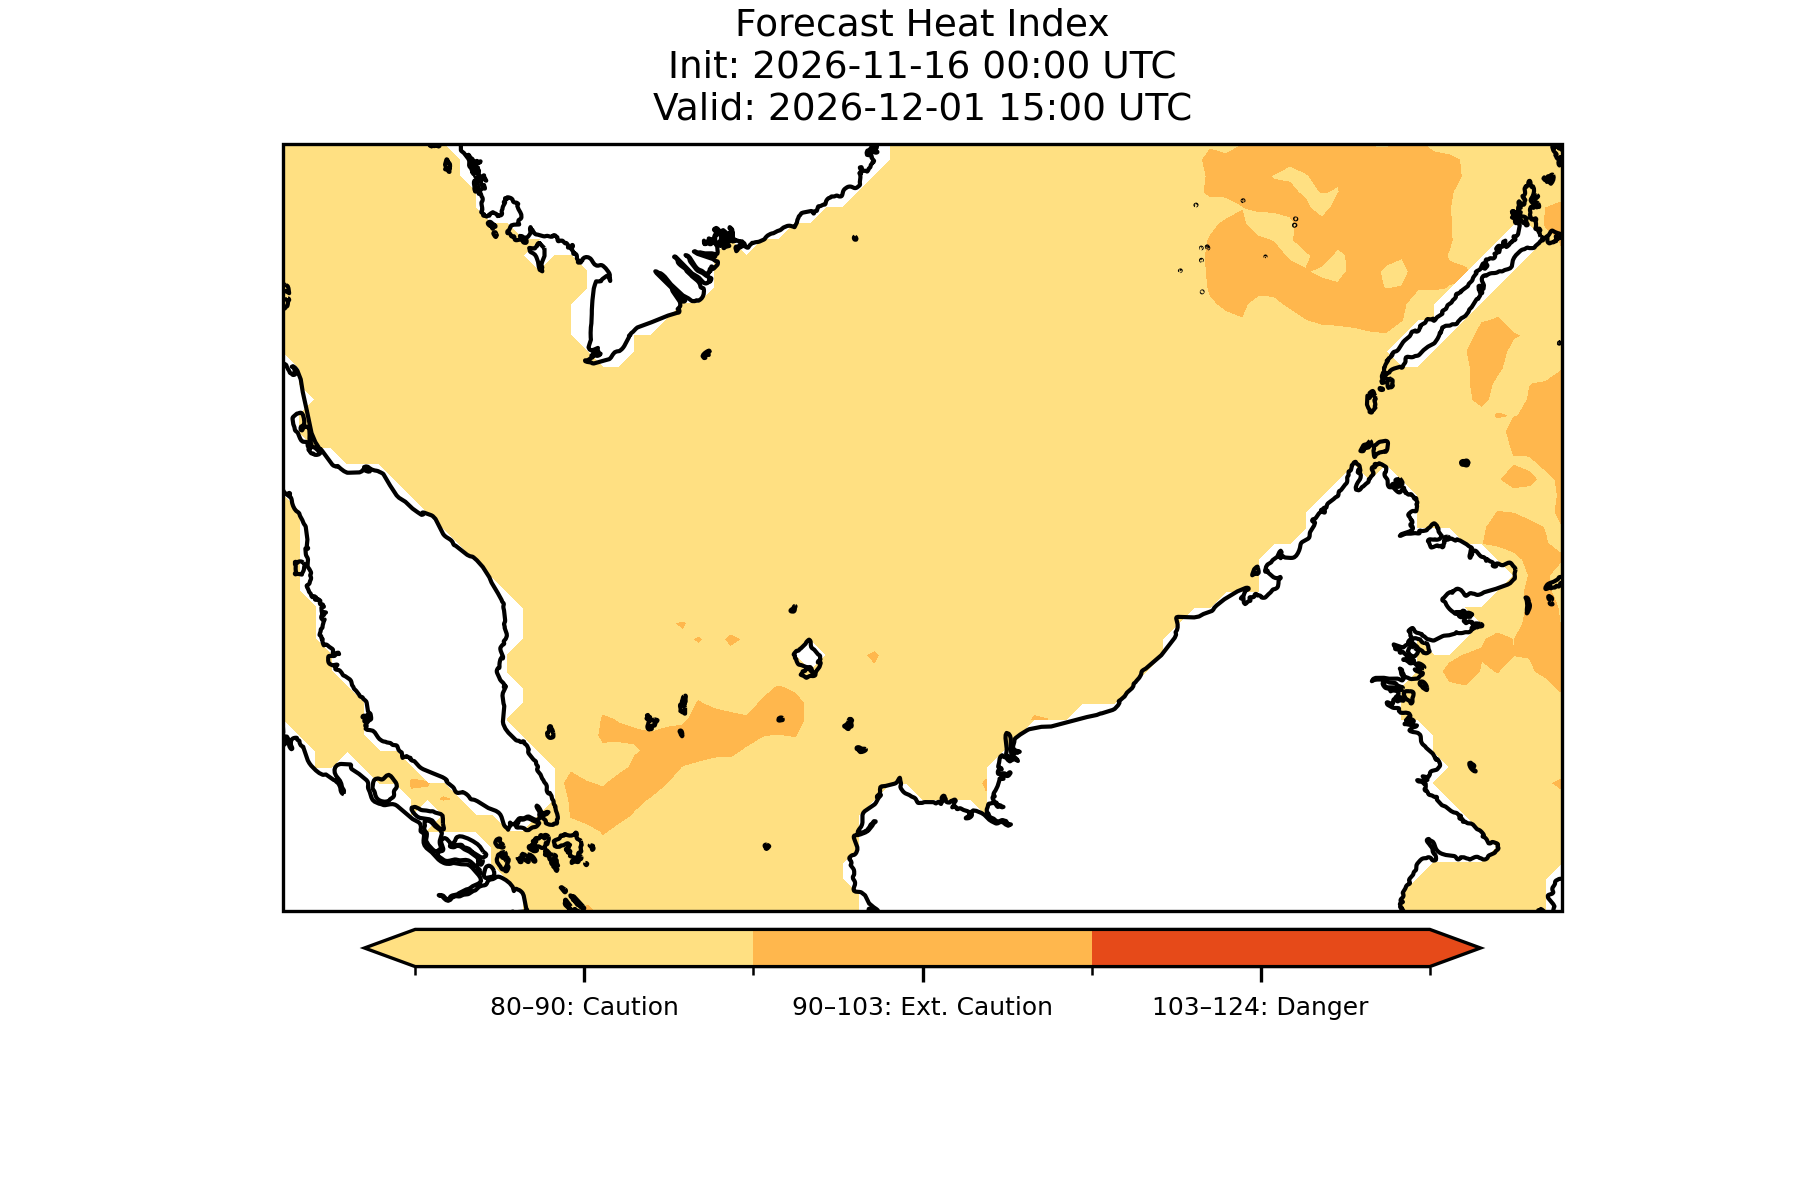 Forecast Heat Index
Init: 2026-11-16 00:00 UTC
Valid: 2026-12-01 15:00 UTC
80–90: Caution
90–103: Ext. Caution
103–124: Danger